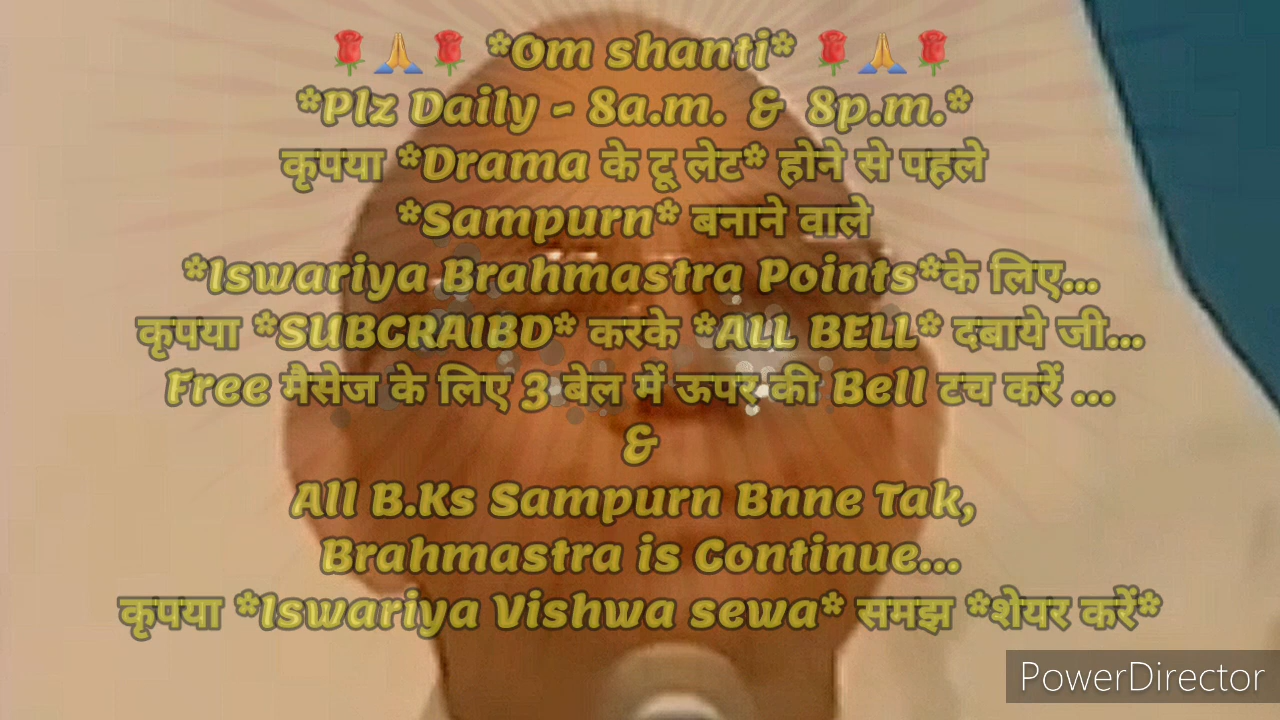 🌹🙏🌹 *Om shanti* 🌹🙏🌹
*Plz Daily - 8a.m. & 8p.m.*
कृपया *Drama के टू लेट* होने से पहले
*Sampurn* बनाने वाले
*Iswariya Brahmastra Points*के लिए...
कृपया *SUBCRAIBD* करके *ALL BELL* दबाये जी...
Free मैसेज के लिए 3 बेल में ऊपर की Bell टच करें ...
&
All B.Ks Sampurn Bnne Tak,
Brahmastra is Continue...
कृपया *Iswariya Vishwa sewa* समझ *शेयर करें*
PowerDirector